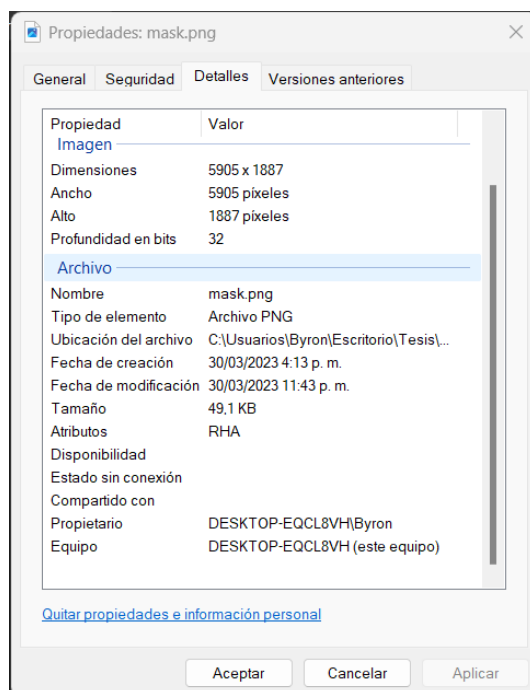 Propiedades: mask.png
General Seguridad Detalles Versiones anteriores
Propiedad Valor
Imagen
Dimensiones 5905 x 1887
Ancho 5905 píxeles
Alto 1887 píxeles
Profundidad en bits 32
Archivo
Nombre mask.png
Tipo de elemento Archivo PNG
Ubicación del archivo C:\Usuarios\Byron\Escritorio\Tesis\...
Fecha de creación 30/03/2023 4:13 p. m.
Fecha de modificación 30/03/2023 11:43 p. m.
Tamaño 49,1 KB
Atributos RHA
Disponibilidad
Estado sin conexión
Compartido con
Propietario DESKTOP-EQCL8VH\Byron
Equipo DESKTOP-EQCL8VH (este equipo)
Quitar propiedades e información personal
Aceptar Cancelar Aplicar